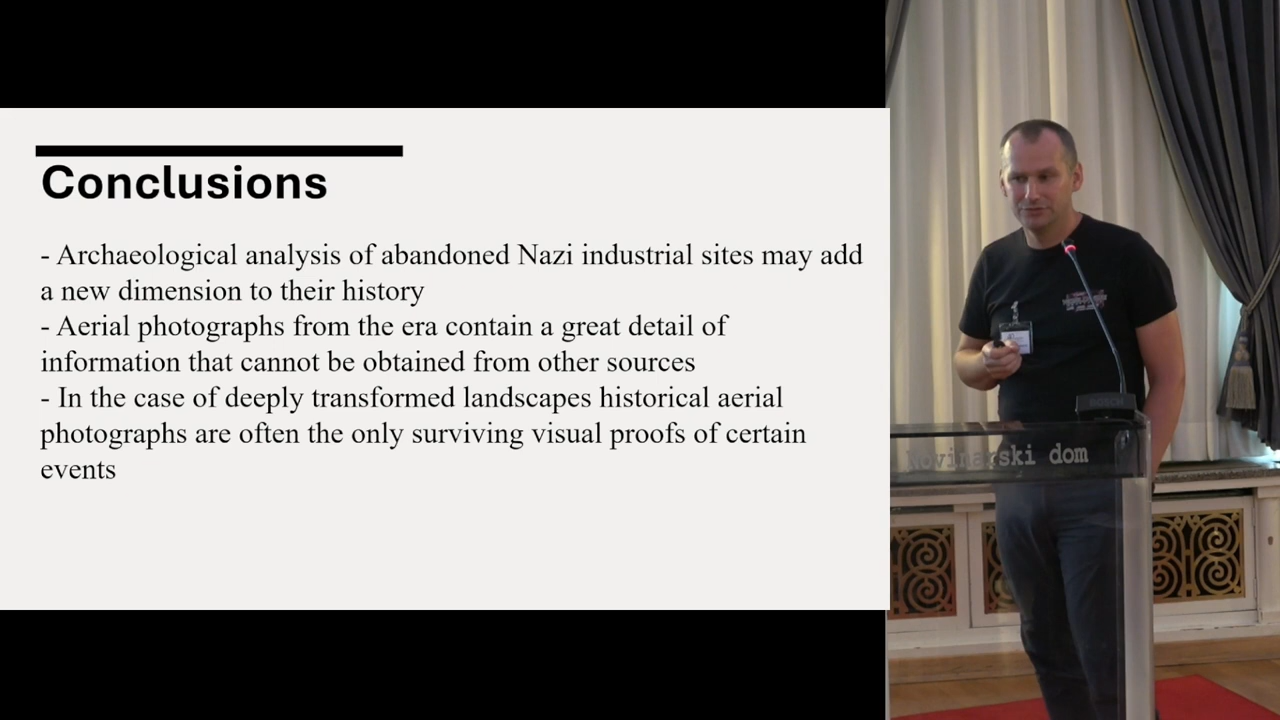 Conclusions
- Archaeological analysis of abandoned Nazi industrial sites may add
a new dimension to their history
- Aerial photographs from the era contain a great detail of
information that cannot be obtained from other sources
- In the case of deeply transformed landscapes historical aerial
photographs are often the only surviving visual proofs of certain
events
BOSCH
Novinarski dom